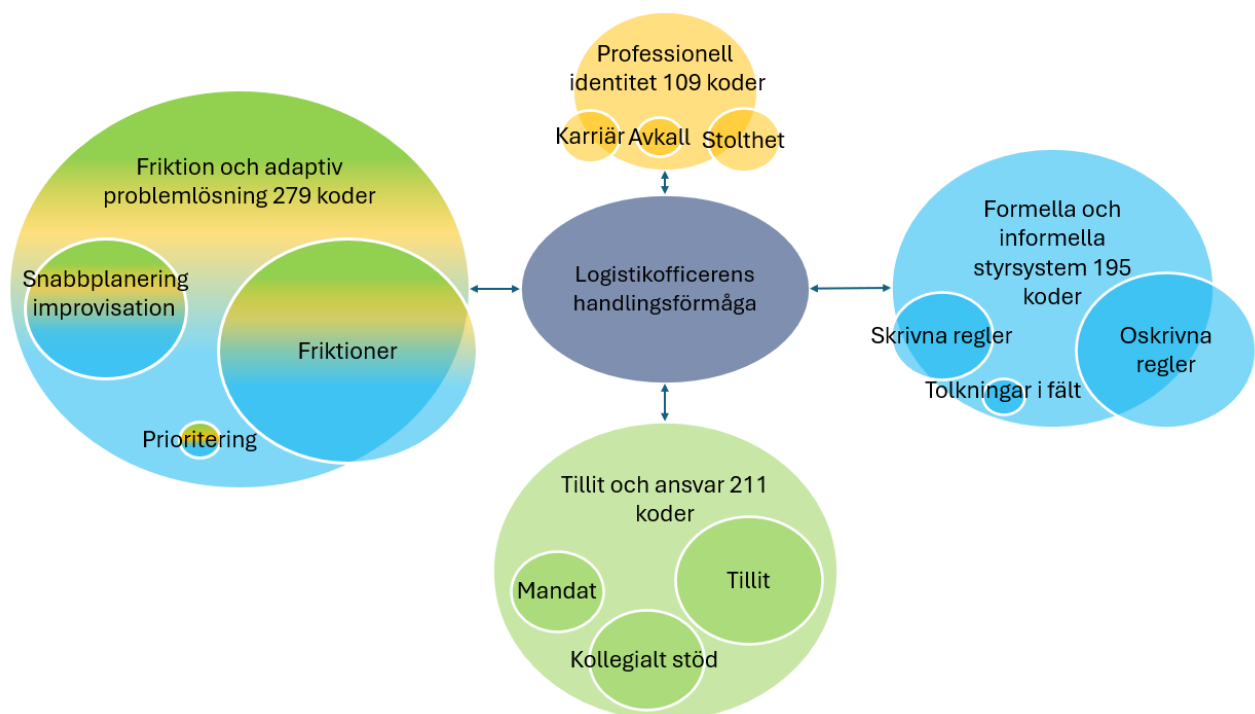 Professionell
identitet 109 koder
Karriär
Avkall
Stolthet
Friktion och adaptiv
problemlösning 279 koder
Snabbplanering
improvisation
Friktioner
Prioritering
Logistikofficerens
handlingsförmåga
Formella och
informella
styrsystem 195
koder
Skrivna regler
Oskrivna
regler
Tolkningar i fält
Tillit och ansvar 211
koder
Mandat
Tillit
Kollegialt stöd